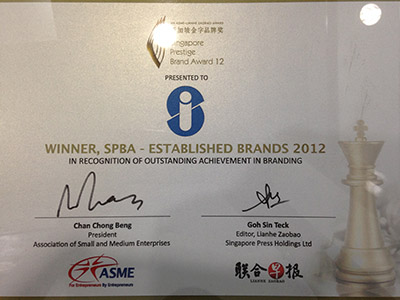 新加坡金字品牌奖
Singapore
Prestige
Brand Award 12
PRESENTED TO
WINNER, SPBA - ESTABLISHED BRANDS 2012
IN RECOGNITION OF OUTSTANDING ACHIEVEMENT IN BRANDING
Chan Chong Beng
President
Association of Small and Medium Enterprises
Goh Sin Teck
Editor, Lianhe Zaobao
Singapore Press Holdings Ltd
ASME
For Entrepreneurs By Entrepreneurs
联合早报
LIANHE ZAOBAO